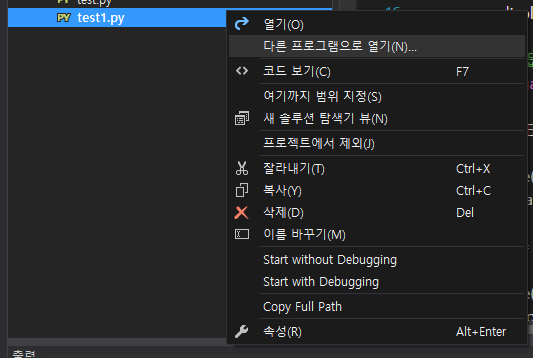 test.py
PY test1.py
열기(O)
다른 프로그램으로 열기(N)...
코드 보기(C) F7
여기까지 범위 지정(S)
새 솔루션 탐색기 뷰(N)
프로젝트에서 제외(J)
잘라내기(T) Ctrl+X
복사(Y) Ctrl+C
삭제(D) Del
이름 바꾸기(M)
Start without Debugging
Start with Debugging
Copy Full Path
속성(R) Alt+Enter
출력